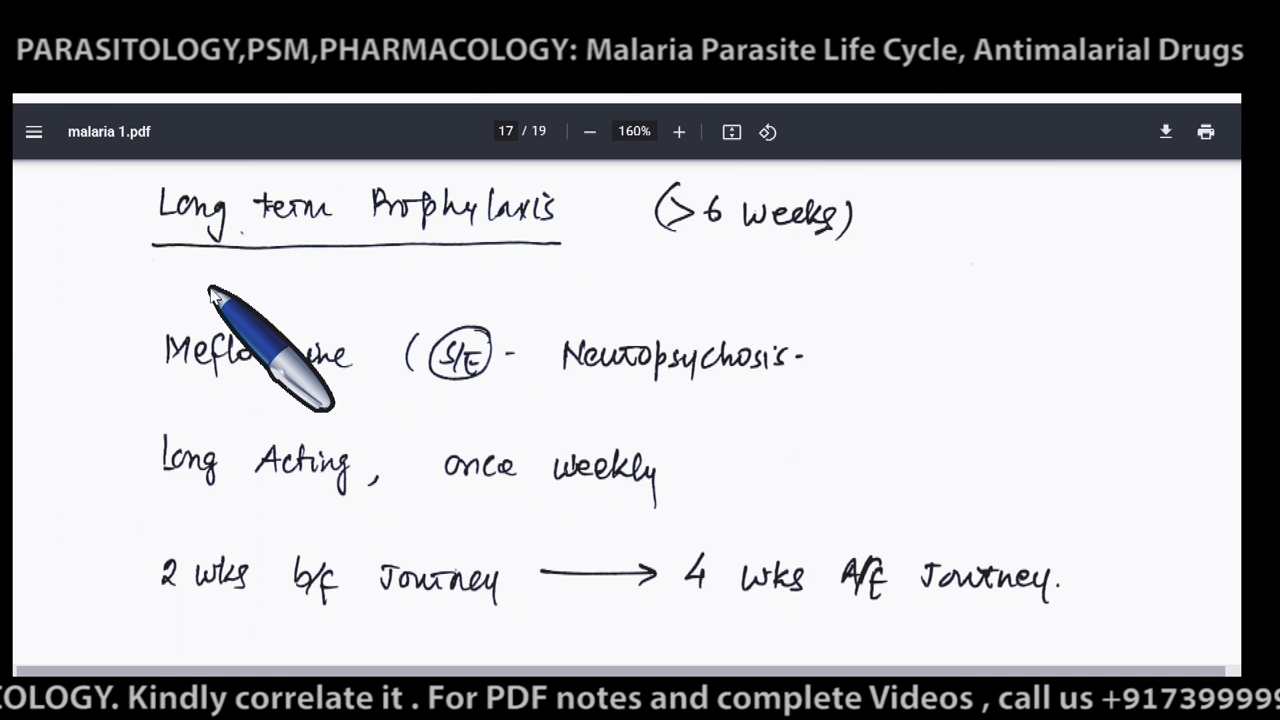 PARASITOLOGY,PSM,PHARMACOLOGY: Malaria Parasite Life Cycle, Antimalarial Drugs
malaria 1.pdf 17 / 19 160%
Long term Prophylaxis (>6 weeks)
(S/E - Neuropsychosis-
Long Acting, once weekly
2 wks b/f Journey → 4 wks A/F Journey.
COLOGY. Kindly correlate it . For PDF notes and complete Videos , call us +917399999